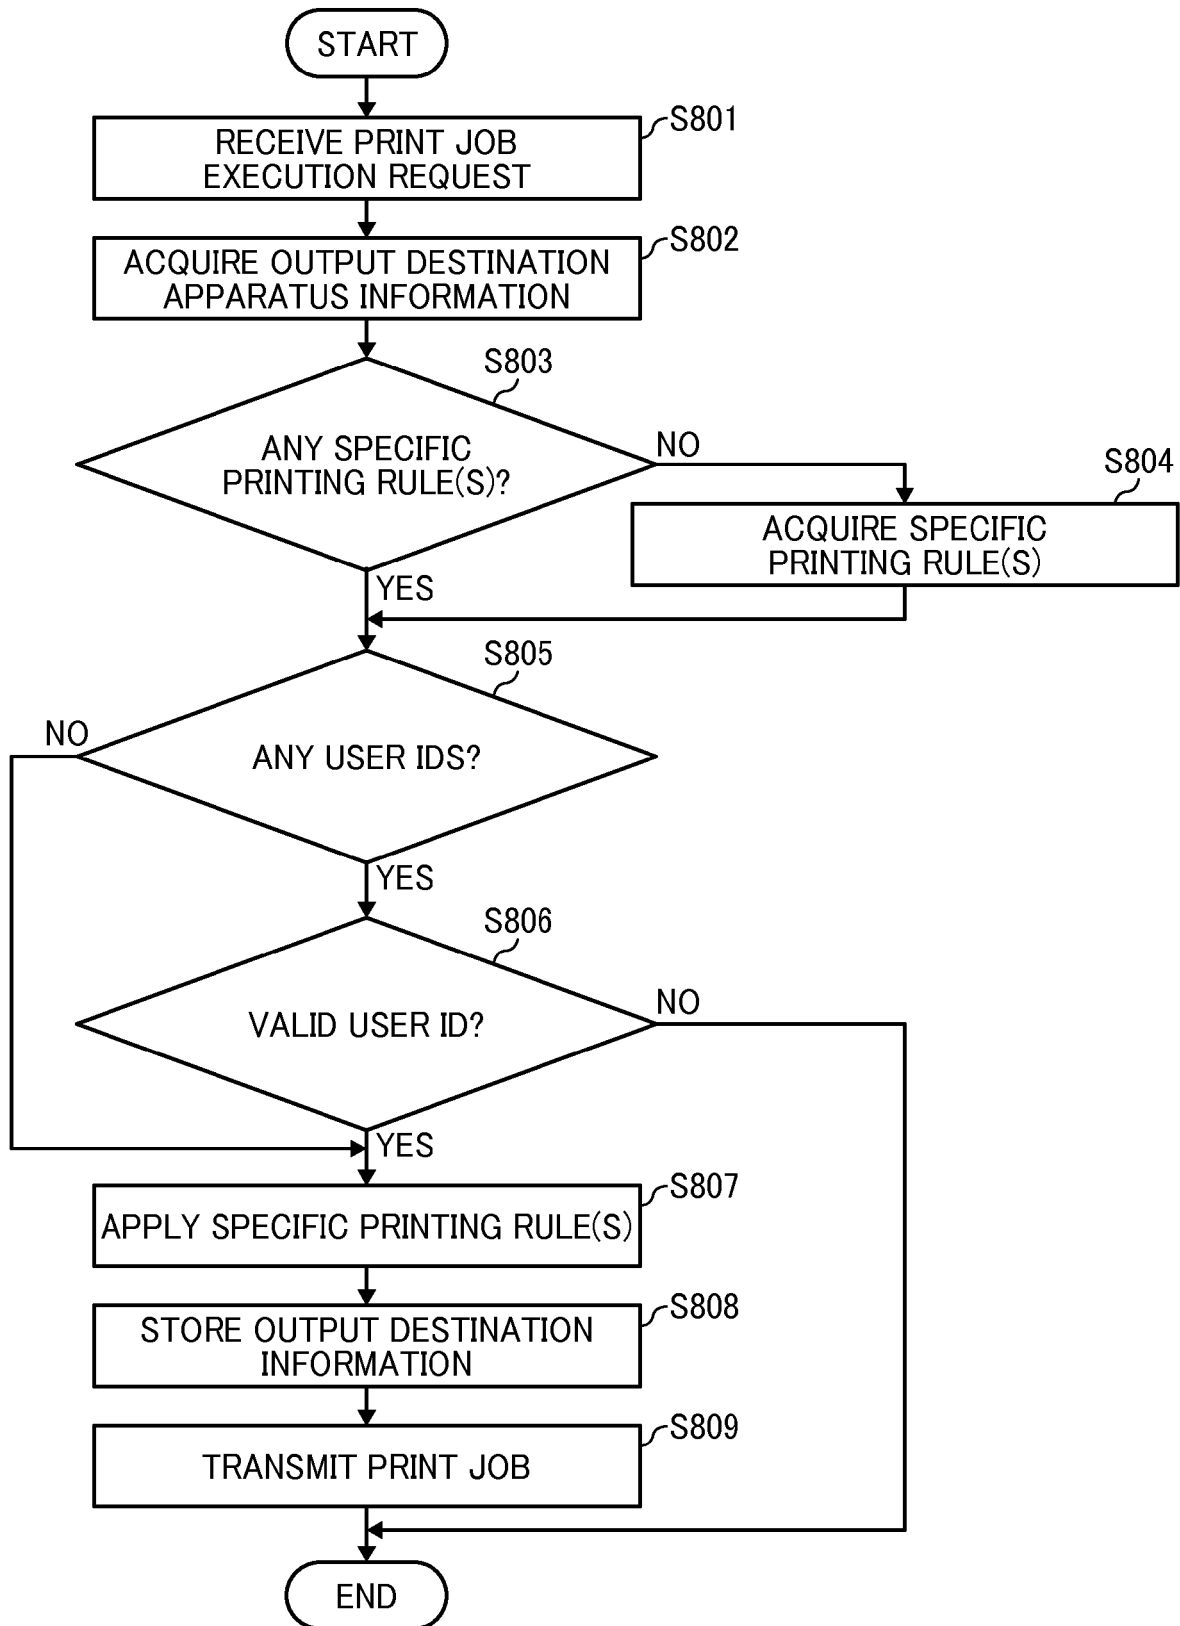 START
S801
RECEIVE PRINT JOB
EXECUTION REQUEST
S802
ACQUIRE OUTPUT DESTINATION
APPARATUS INFORMATION
S803
ANY SPECIFIC
PRINTING RULE(S)?
NO
S804
ACQUIRE SPECIFIC
PRINTING RULE(S)
YES
S805
NO
ANY USER IDS?
YES
S806
NO
VALID USER ID?
YES
S807
APPLY SPECIFIC PRINTING RULE(S)
S808
STORE OUTPUT DESTINATION
INFORMATION
S809
TRANSMIT PRINT JOB
END